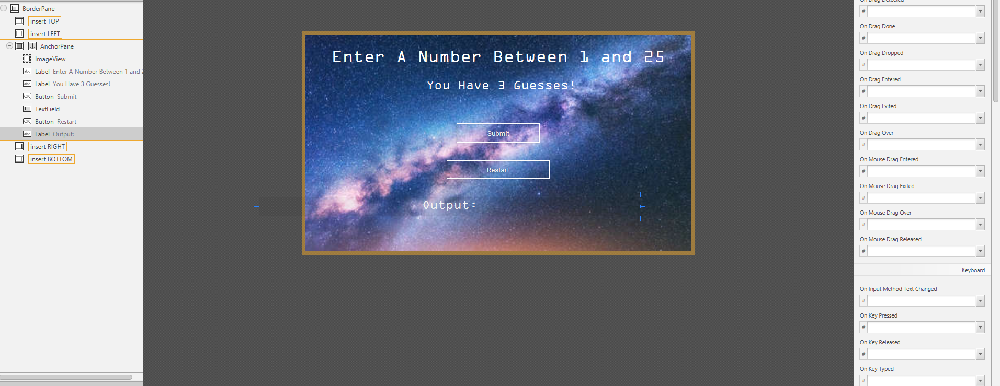 BorderPane
insert TOP
insert LEFT
AnchorPane
ImageView
Label Enter A Number Between 1 and
Label You Have 3 Guesses!
Button Submit
TextField
Button Restart
Label Output:
insert RIGHT
insert BOTTOM
Enter A Number Between 1 and 25
You Have 3 Guesses!
Submit
Restart
Output:
On Drag Detected
#
On Drag Done
#
On Drag Dropped
#
On Drag Entered
#
On Drag Exited
#
On Drag Over
#
On Mouse Drag Entered
#
On Mouse Drag Exited
#
On Mouse Drag Over
#
On Mouse Drag Released
#
Keyboard
On Input Method Text Changed
#
On Key Pressed
#
On Key Released
#
On Key Typed
#